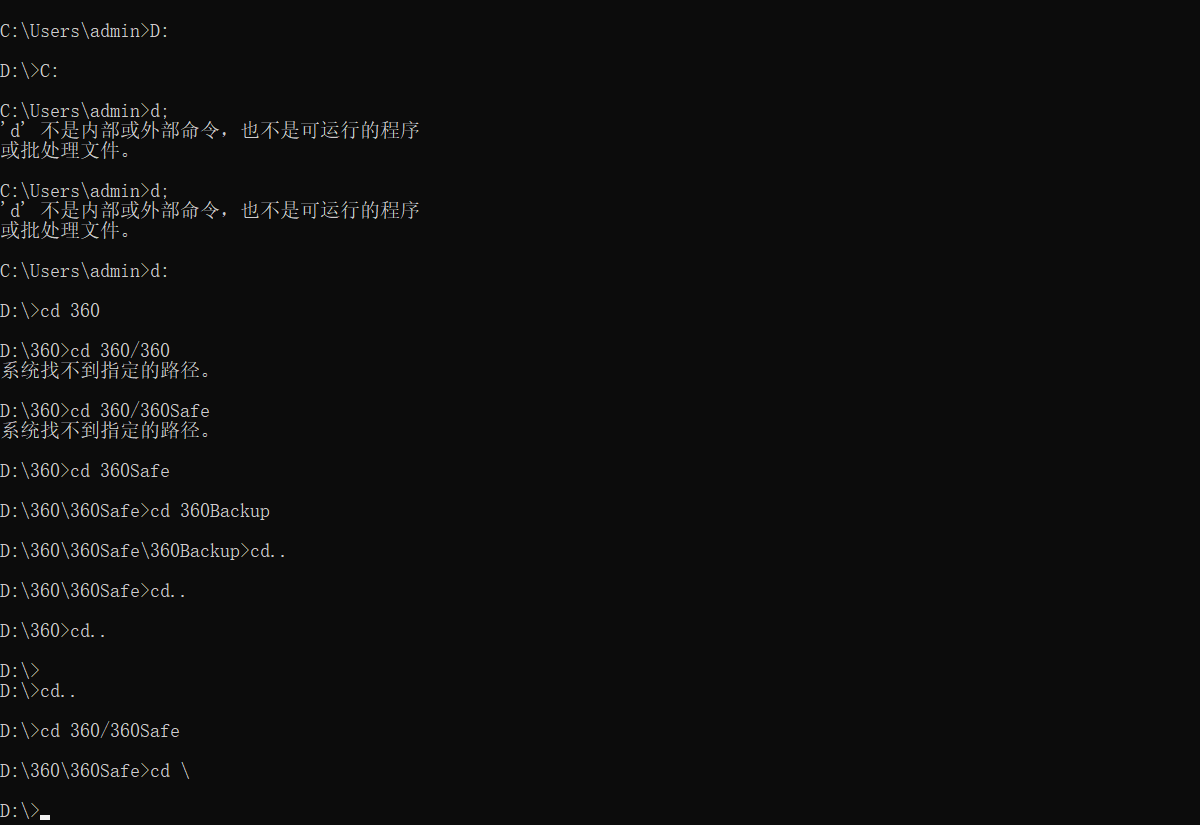 C:\Users\admin>D:
D:\>C:
C:\Users\admin>d;
'd' 不是内部或外部命令，也不是可运行的程序
或批处理文件。
C:\Users\admin>d;
'd' 不是内部或外部命令，也不是可运行的程序
或批处理文件。
C:\Users\admin>d:
D:\>cd 360
D:\360>cd 360/360
系统找不到指定的路径。
D:\360>cd 360/360Safe
系统找不到指定的路径。
D:\360>cd 360Safe
D:\360\360Safe>cd 360Backup
D:\360\360Safe\360Backup>cd..
D:\360\360Safe>cd..
D:\360>cd..
D:\>
D:\>cd..
D:\>cd 360/360Safe
D:\360\360Safe>cd \
D:\>